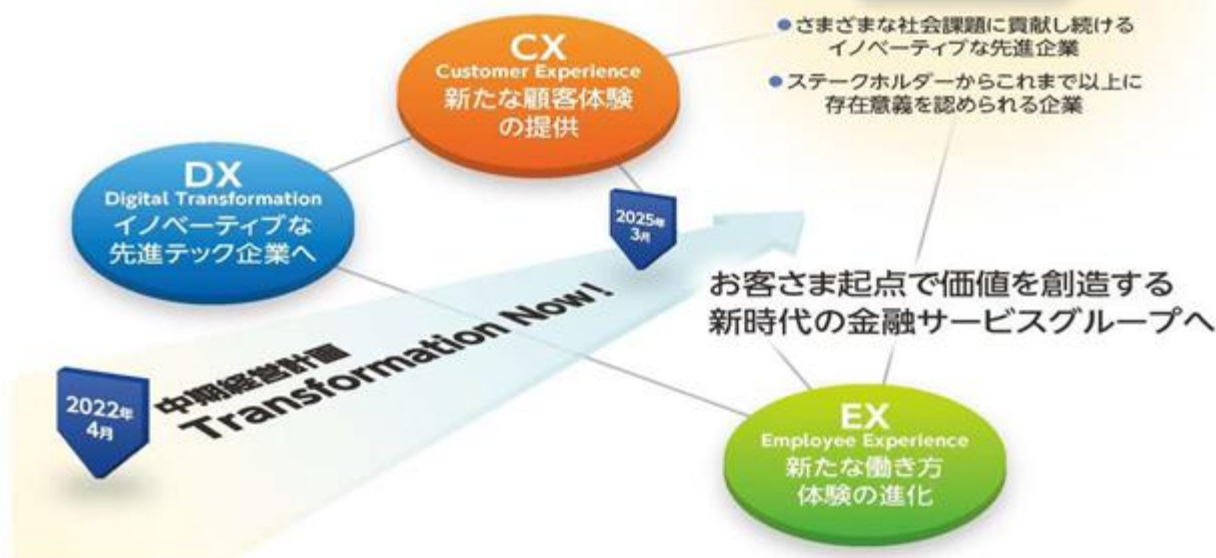 ● さまざまな社会課題に貢献し続ける
イノベーティブな先進企業
● ステークホルダーからこれまで以上に
存在意義を認められる企業
CX
Customer Experience
新たな顧客体験
の提供
DX
Digital Transformation
イノベーティブな
先進テック企業へ
2025年
3月
お客さま起点で価値を創造する
新時代の金融サービスグループへ
中期経営計画
Transformation Now!
2022年
4月
EX
Employee Experience
新たな働き方
体験の進化